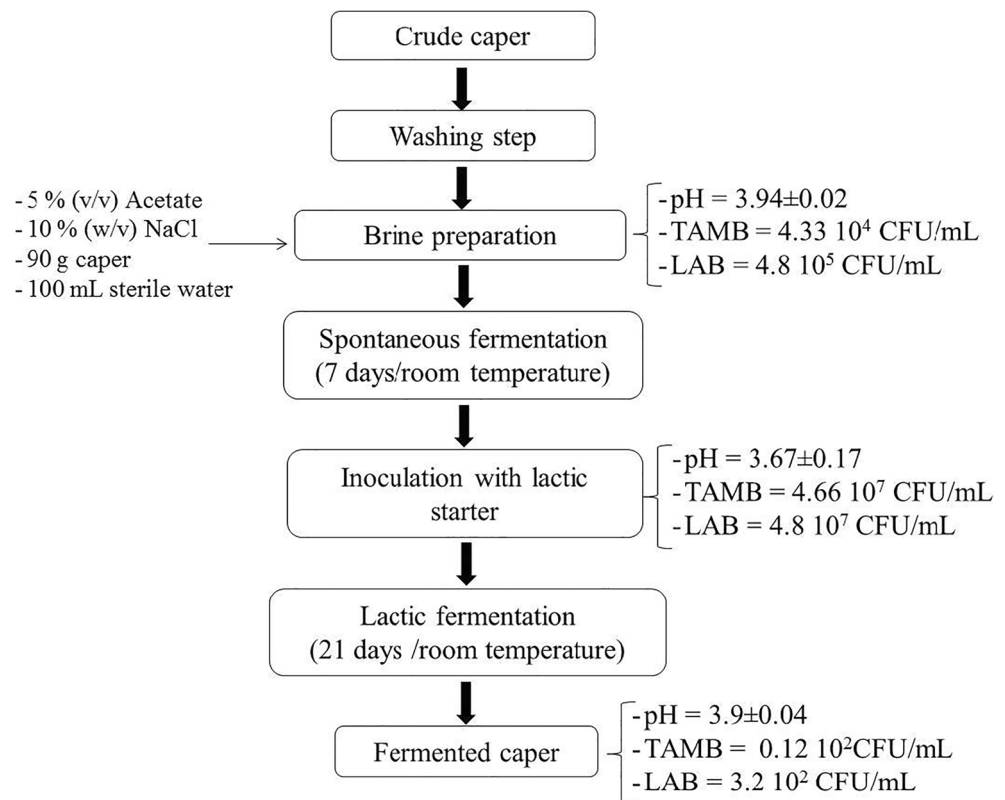 Crude caper
Washing step
- 5 % (v/v) Acetate
- 10 % (w/v) NaCl
- 90 g caper
- 100 mL sterile water
Brine preparation
-pH = 3.94±0.02
-TAMB = 4.33 10⁴ CFU/mL
-LAB = 4.8 10⁵ CFU/mL
Spontaneous fermentation
(7 days/room temperature)
Inoculation with lactic
starter
-pH = 3.67±0.17
-TAMB = 4.66 10⁷ CFU/mL
-LAB = 4.8 10⁷ CFU/mL
Lactic fermentation
(21 days /room temperature)
Fermented caper
-pH = 3.9±0.04
-TAMB = 0.12 10²CFU/mL
-LAB = 3.2 10² CFU/mL